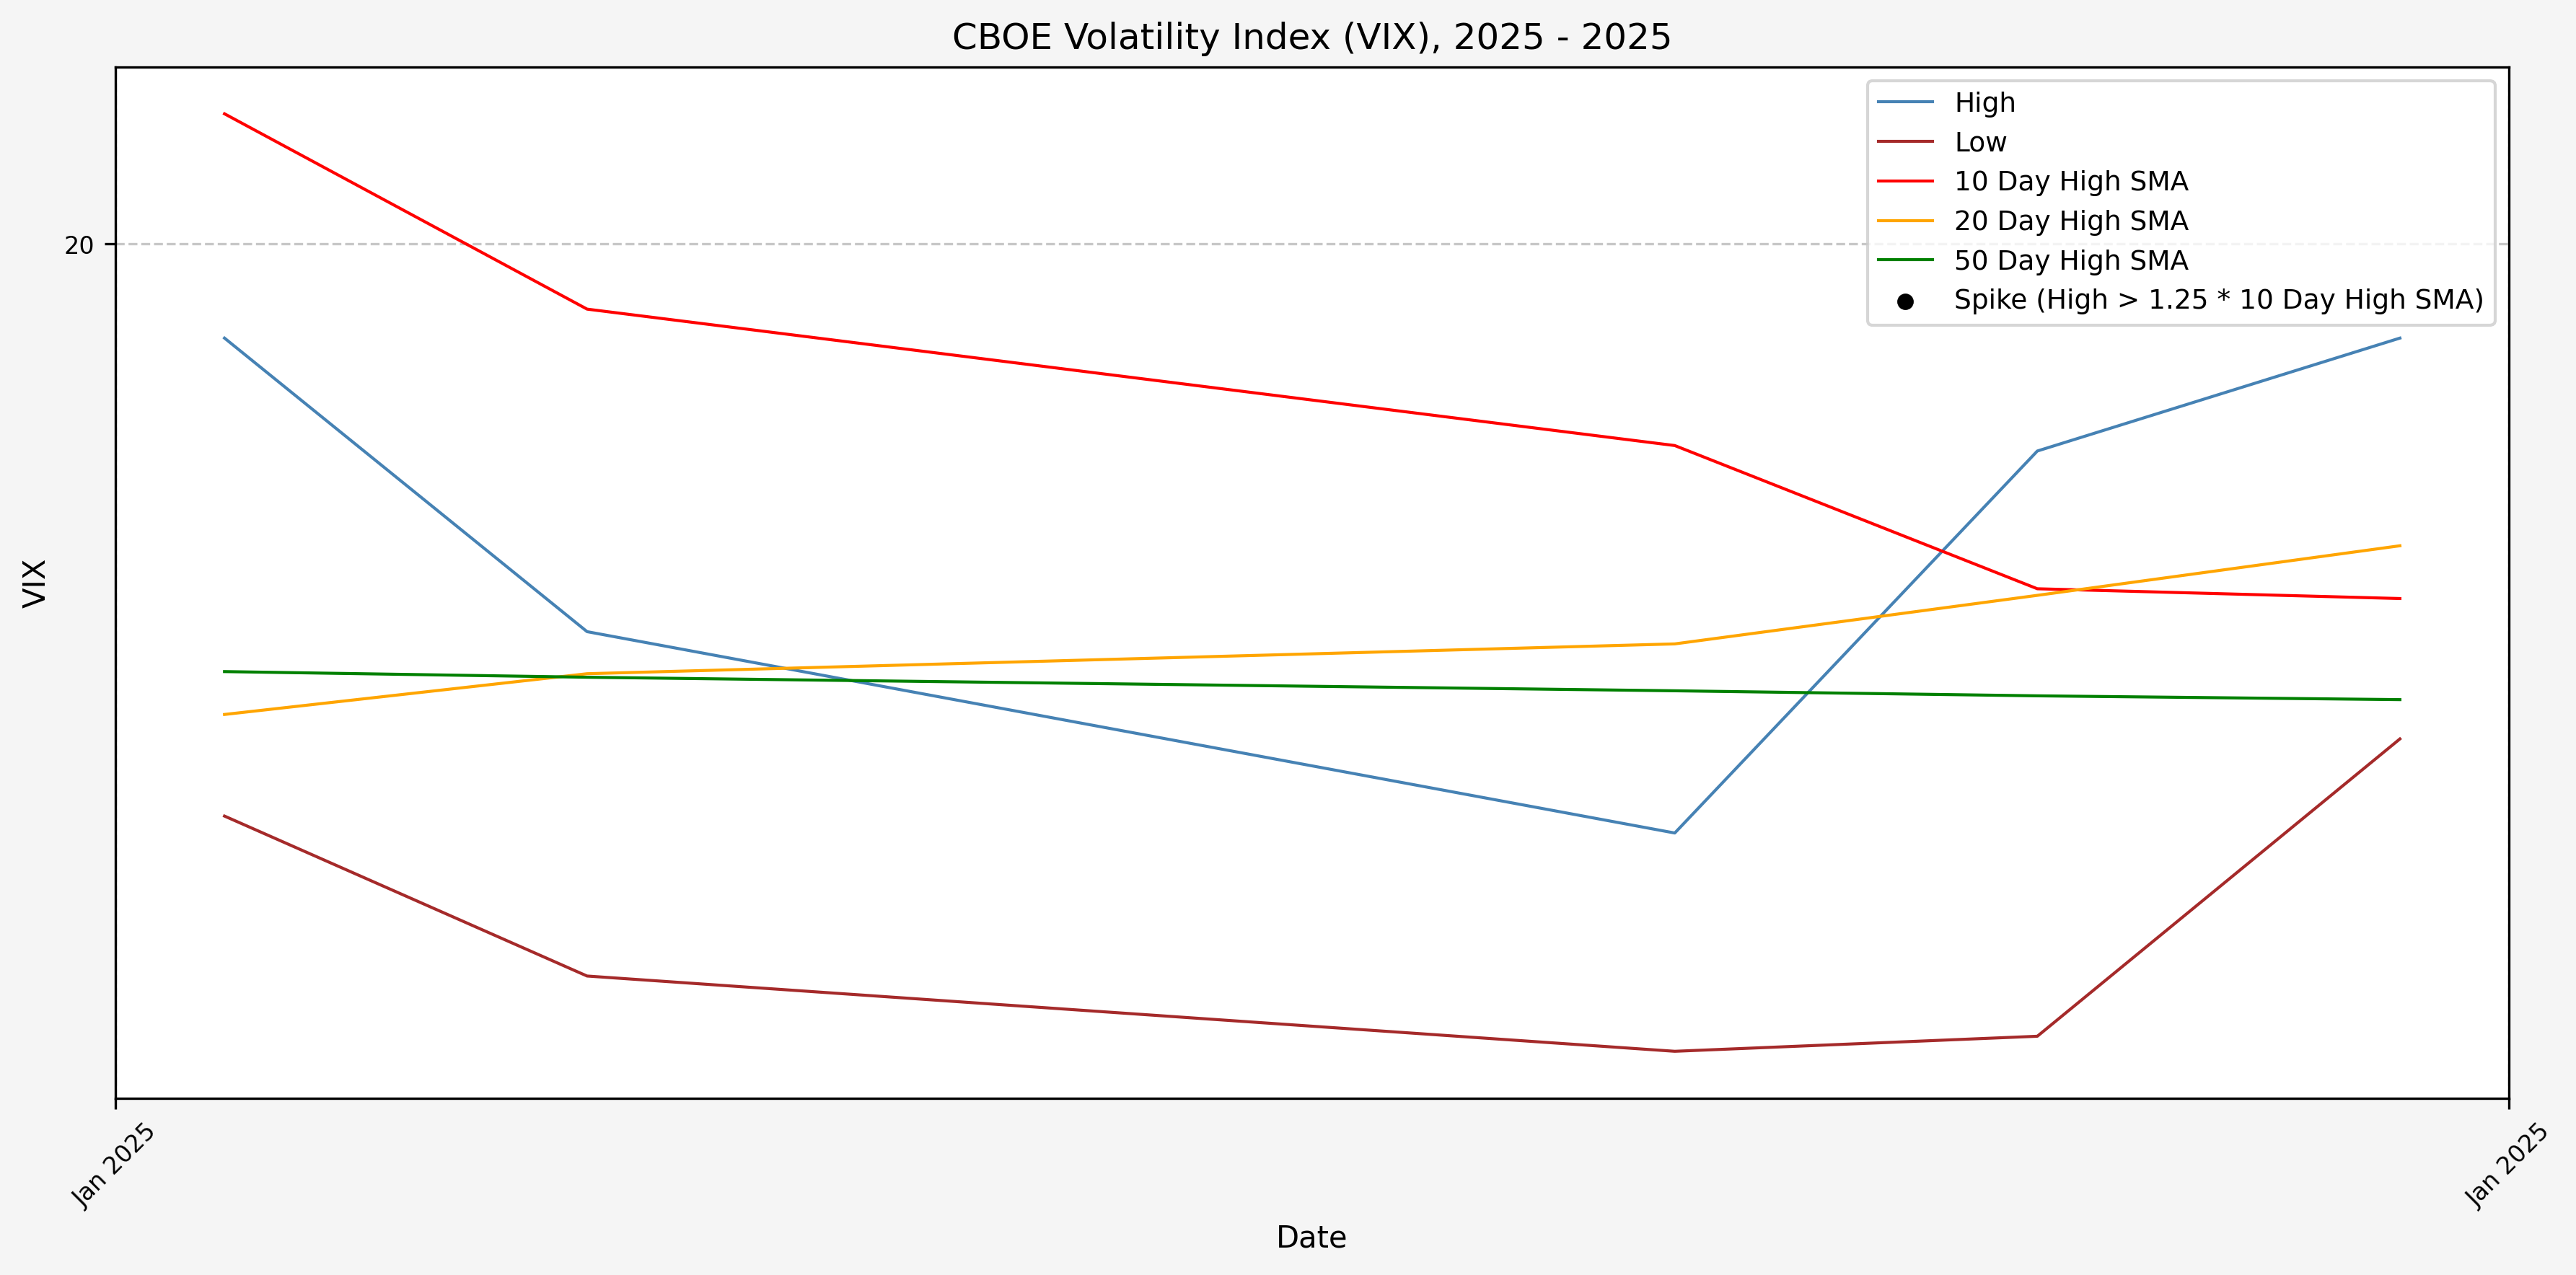 CBOE Volatility Index (VIX), 2025 - 2025
High
Low
10 Day High SMA
20 Day High SMA
50 Day High SMA
Spike (High > 1.25 * 10 Day High SMA)
20
VIX
Jan 2025
Jan 2025
Date